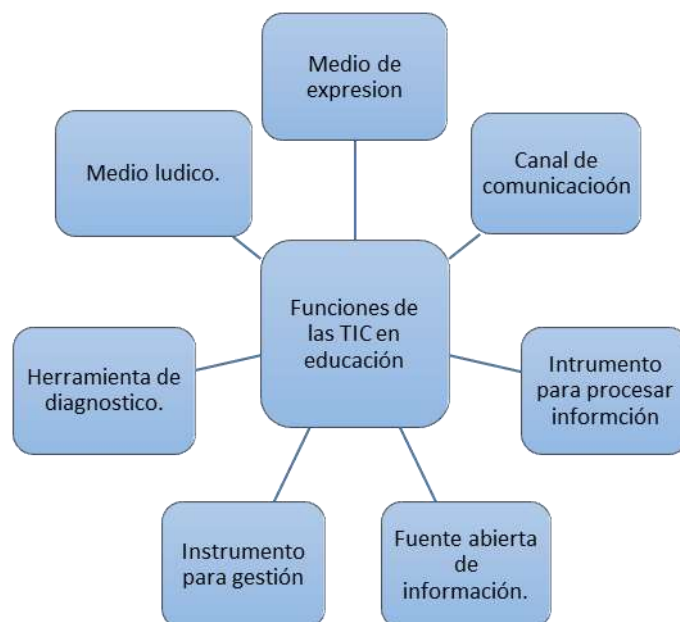 Medio de
expresion
Canal de
comunicacioón
Medio ludico.
Funciones de
las TIC en
educación
Intrumento
para procesar
informción
Herramienta de
diagnostico.
Fuente abierta
de
información.
Instrumento
para gestión